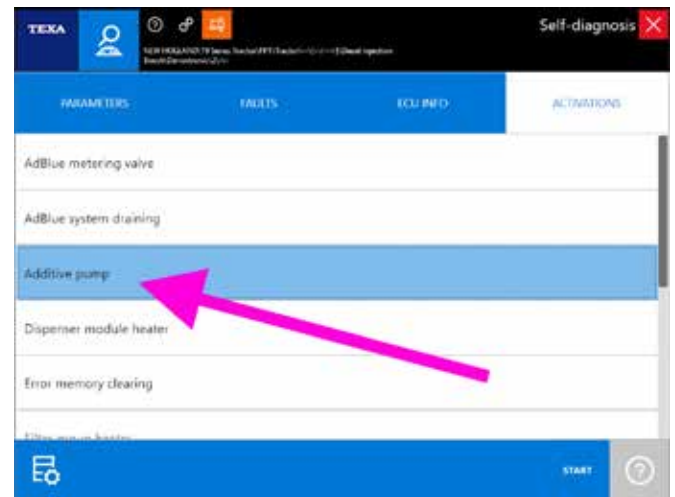 TEXA
Self-diagnosis
PARAMETERS
FAULTS
ECU INFO
ACTIVATIONS
AdBlue metering valve
AdBlue system draining
Additive pump
Dispenser module heater
Error memory clearing
START